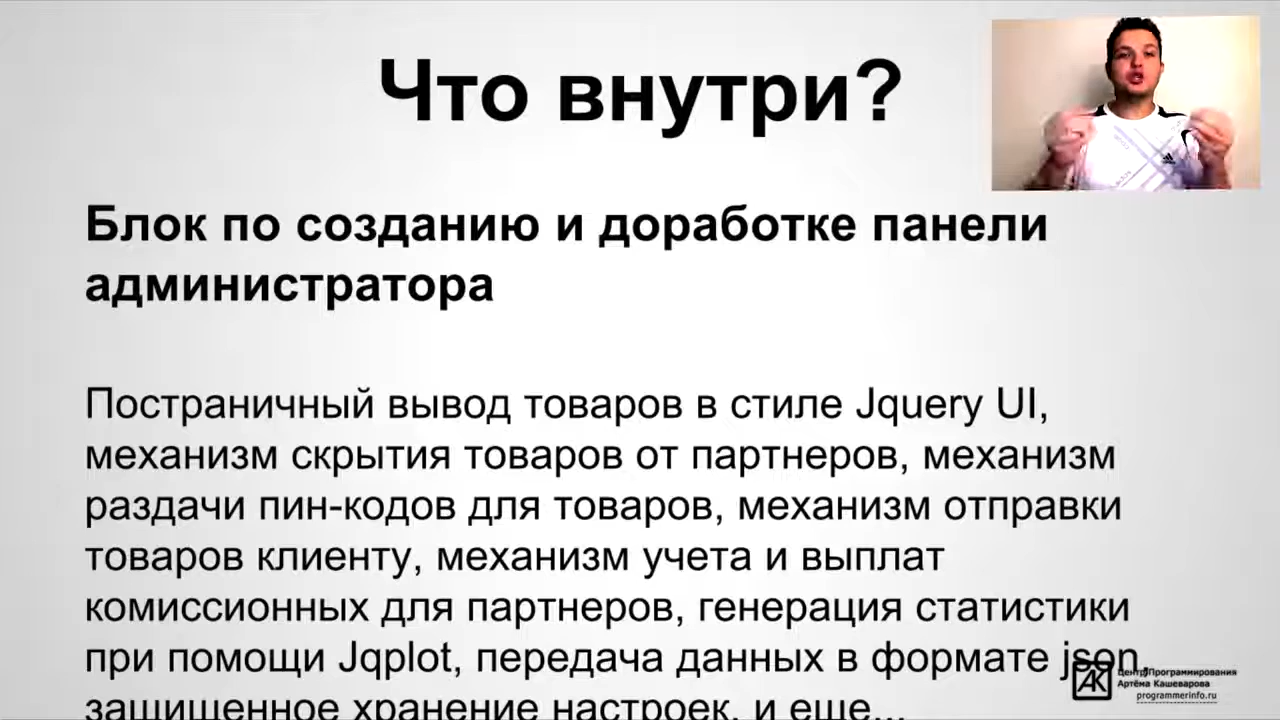 Что внутри?
Блок по созданию и доработке панели
администратора
Постраничный вывод товаров в стиле Jquery UI,
механизм скрытия товаров от партнеров, механизм
раздачи пин-кодов для товаров, механизм отправки
товаров клиенту, механизм учета и выплат
комиссионных для партнеров, генерация статистики
при помощи Jqplot, передача данных в формате json,
защищенное хранение настроек, и еще...
АК
Центр Программирования
Артёма Кашеварова
programmerinfo.ru